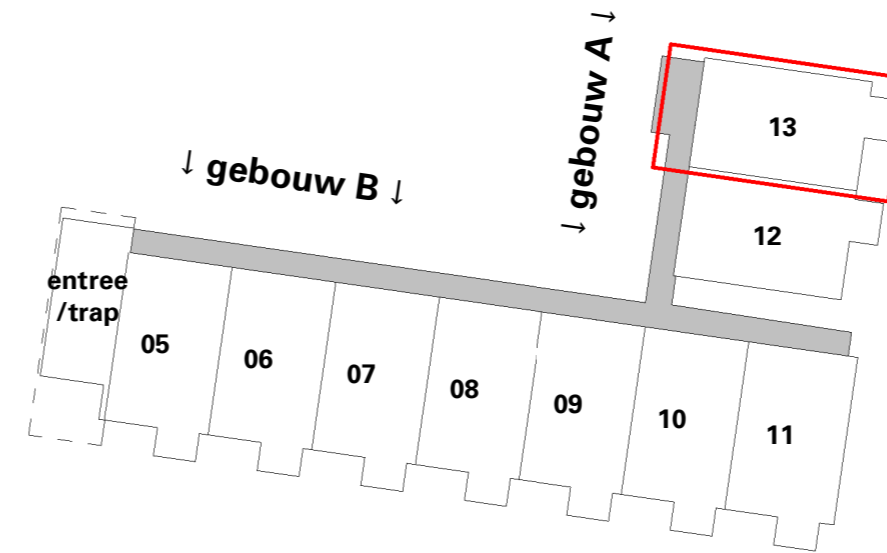 → gebouw A →
↓ gebouw B ↓
13
12
entree
/trap
05
06
07
08
09
10
11